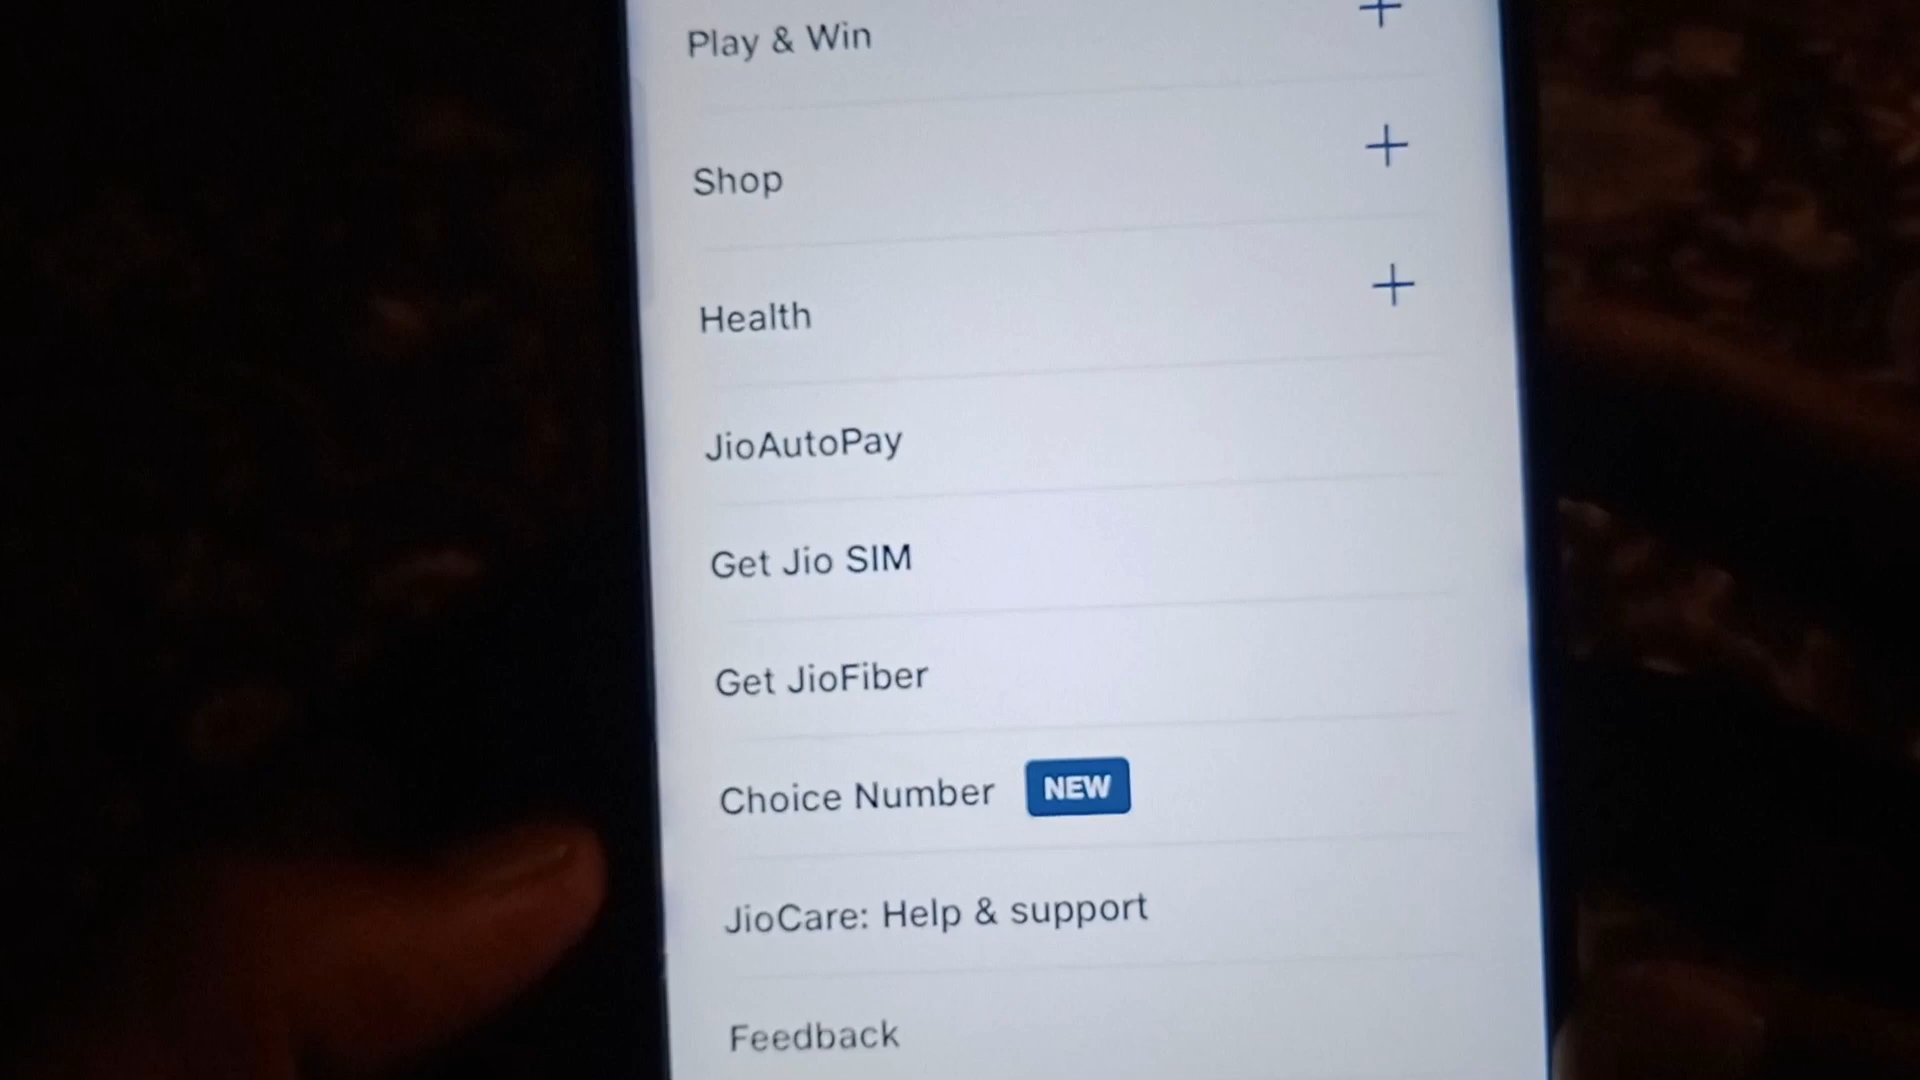 Play & Win
Shop
Health
JioAutoPay
Get Jio SIM
Get JioFiber
Choice Number NEW
JioCare: Help & support
Feedback